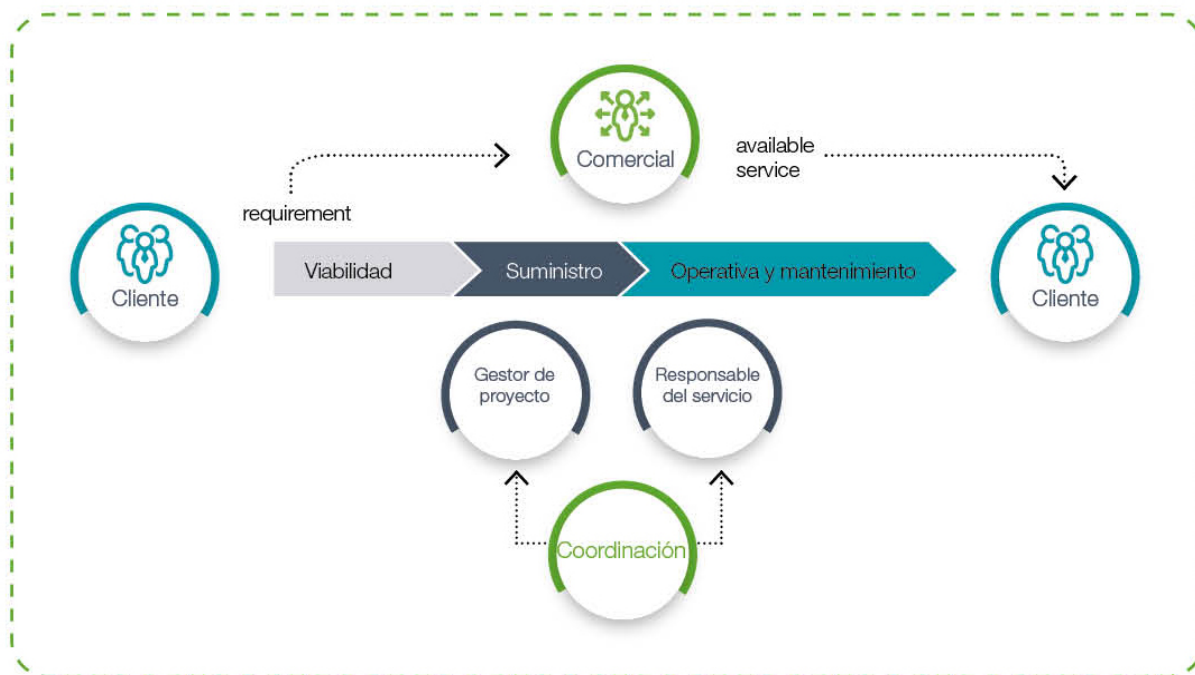 Comercial
available
service
requirement
Cliente
Viabilidad
Suministro
Operativa y mantenimiento
Cliente
Gestor de
proyecto
Responsable
del servicio
Coordinación